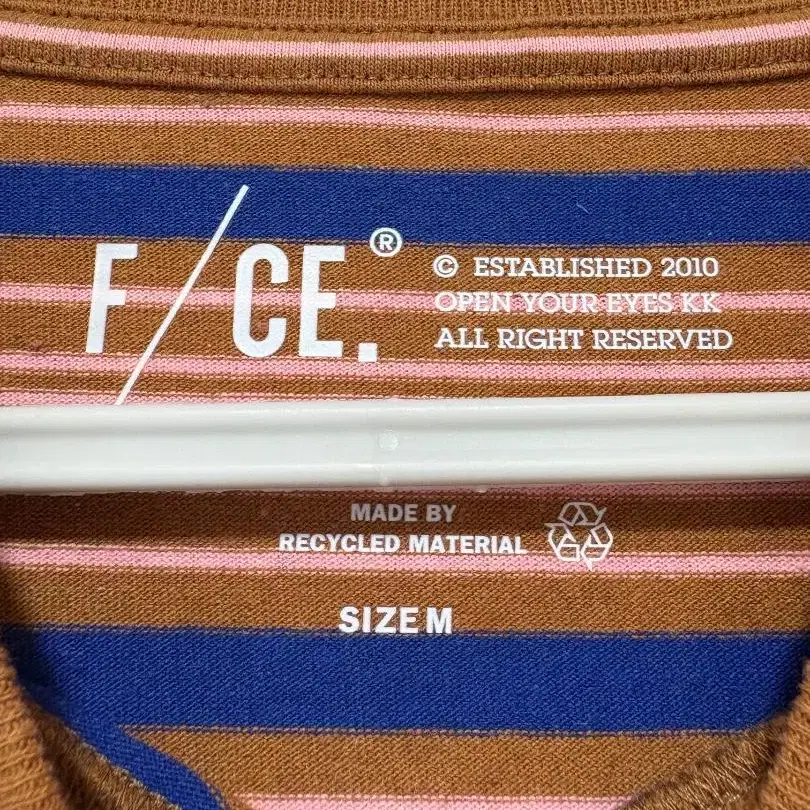 F/CE.®
© ESTABLISHED 2010
OPEN YOUR EYES KK
ALL RIGHT RESERVED
MADE BY
RECYCLED MATERIAL
SIZE M